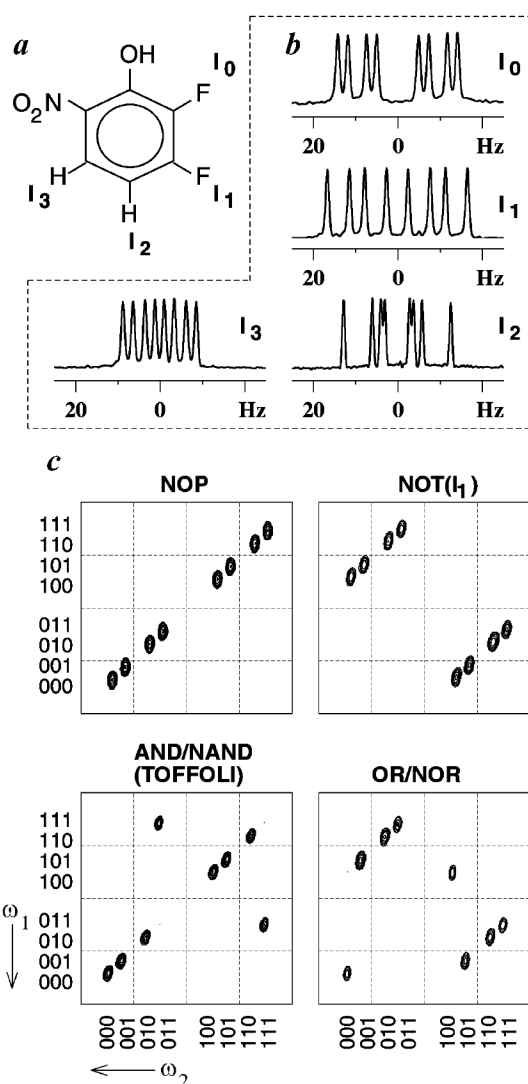 a
b
OH
I0
O2N
F
F
H
H
I3
I1
I2
I0
20 0 Hz
I1
20 0 Hz
I3
I2
20 0 Hz
20 0 Hz
c
NOP
NOT(I1)
111
110
101
100
011
010
001
000
AND/NAND
(TOFFOLI)
OR/NOR
111
110
101
100
011
010
001
000
ω1
000 001 010 011 100 101 110 111
000 001 010 011 100 101 110 111
ω2